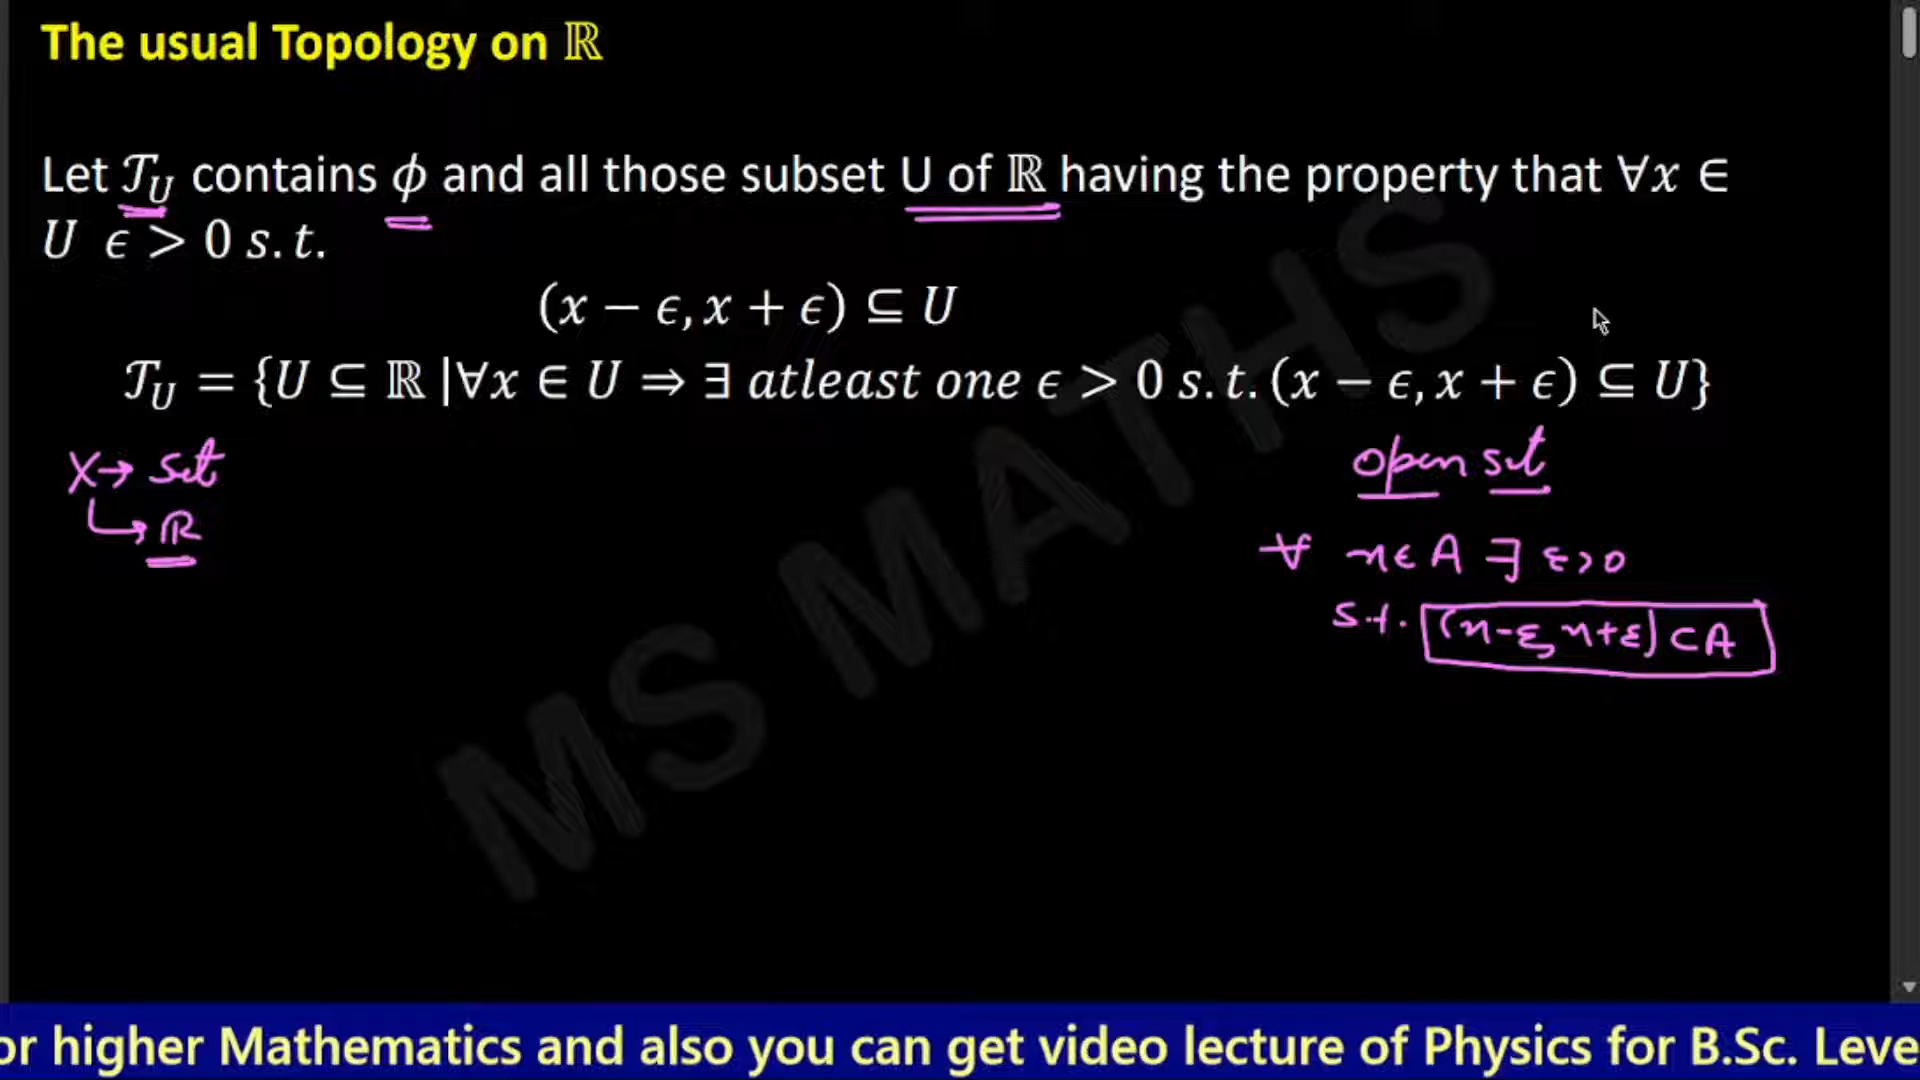 The usual Topology on ℝ
Let 𝒯_U contains ϕ and all those subset U of ℝ having the property that ∀x ∈
U ϵ > 0 s.t.
(x − ϵ, x + ϵ) ⊆ U
𝒯_U = {U ⊆ ℝ |∀x ∈ U ⇒ ∃ atleast one ϵ > 0 s.t. (x − ϵ, x + ϵ) ⊆ U}
X → Set
↳ ℝ
open set
∀ x ∈ A ∃ ε > 0
s.t. (x-ε, x+ε) ⊂ A
MS MATHS
or higher Mathematics and also you can get video lecture of Physics for B.Sc. Leve